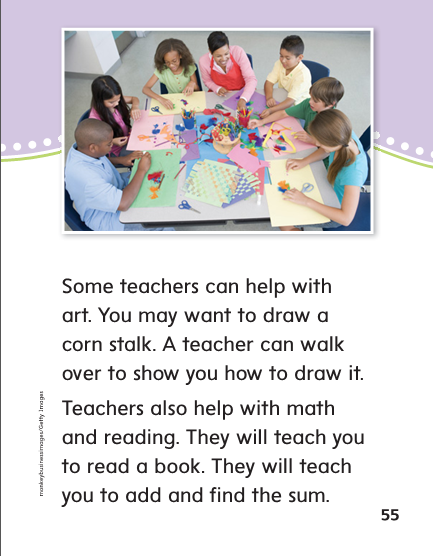 Some teachers can help with
art. You may want to draw a
corn stalk. A teacher can walk
over to show you how to draw it.
Teachers also help with math
and reading. They will teach you
to read a book. They will teach
you to add and find the sum.
monkeybusinessimages/Getty Images
55